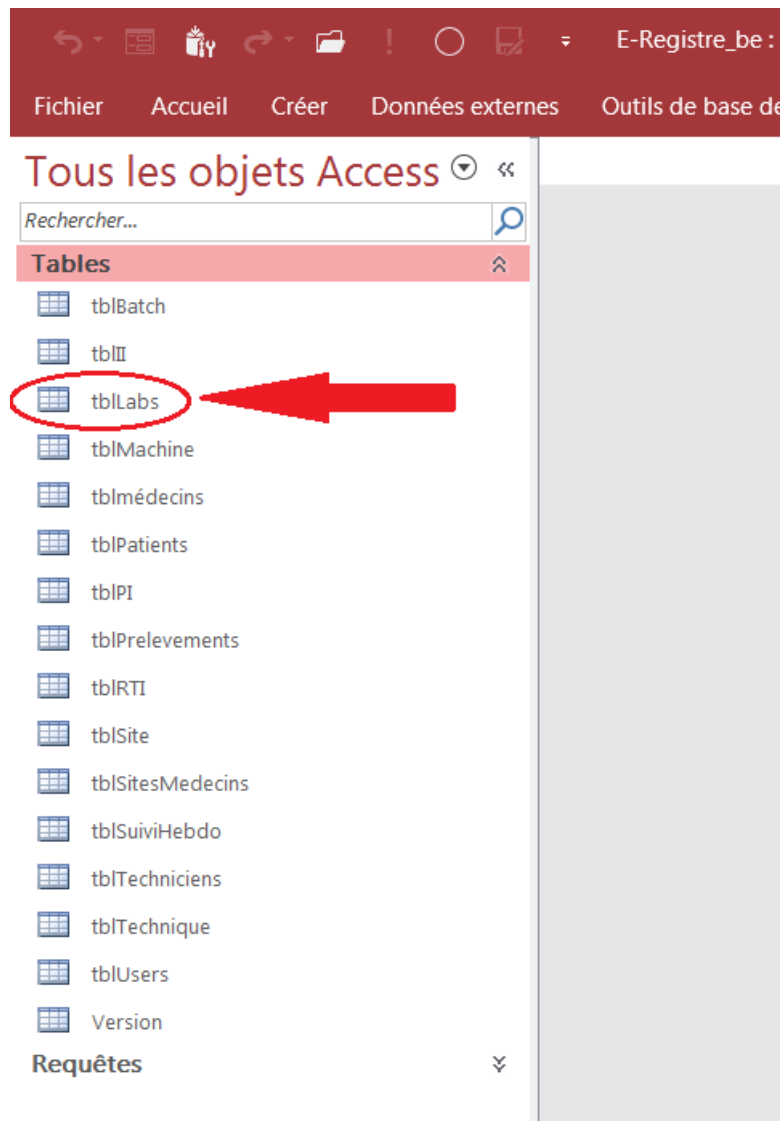 E-Registre_be :
Fichier Accueil Créer Données externes Outils de base de
Tous les objets Access
Rechercher...
Tables
tblBatch
tblII
tblLabs
tblMachine
tblmédecins
tblPatients
tblPI
tblPrelevements
tblRTI
tblSite
tblSitesMedecins
tblSuiviHebdo
tblTechniciens
tblTechnique
tblUsers
Version
Requêtes